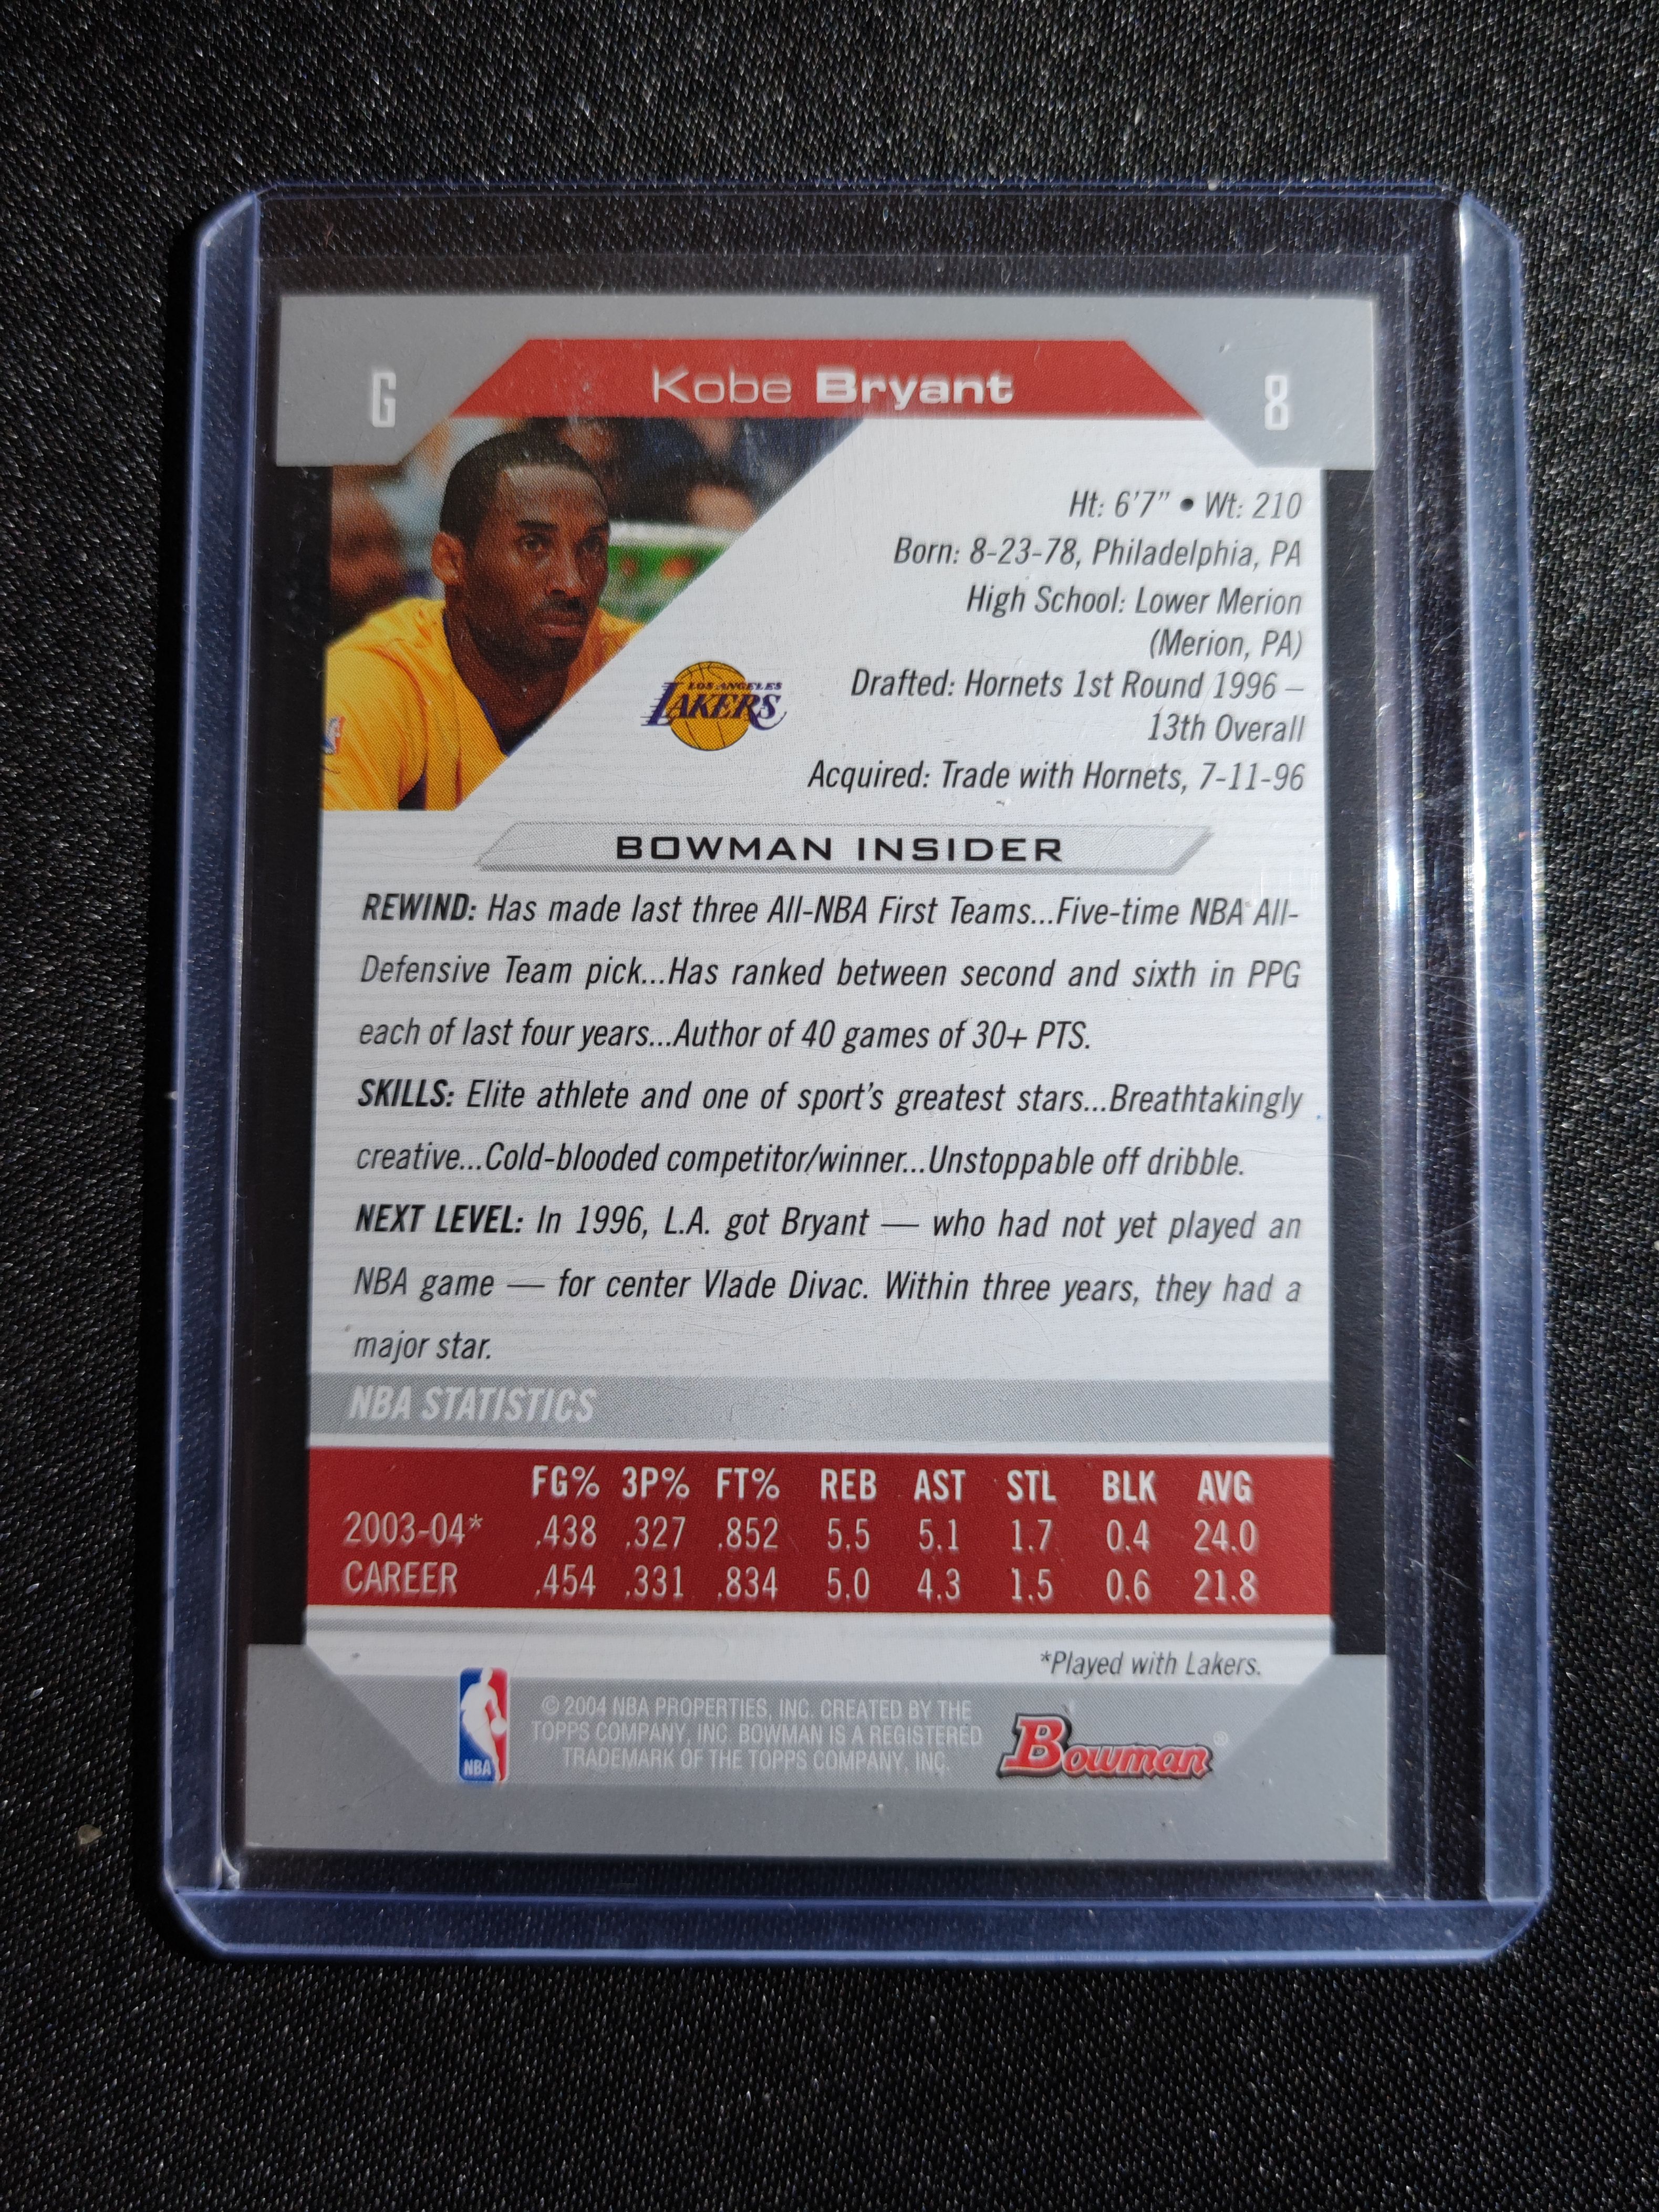 G
Kobe Bryant
8
Ht: 6'7" • Wt: 210
Born: 8-23-78, Philadelphia, PA
High School: Lower Merion
(Merion, PA)
Drafted: Hornets 1st Round 1996 –
13th Overall
Acquired: Trade with Hornets, 7-11-96
LOS ANGELES
LAKERS
BOWMAN INSIDER
REWIND: Has made last three All-NBA First Teams...Five-time NBA All-
Defensive Team pick...Has ranked between second and sixth in PPG
each of last four years...Author of 40 games of 30+ PTS.
SKILLS: Elite athlete and one of sport's greatest stars...Breathtakingly
creative...Cold-blooded competitor/winner...Unstoppable off dribble.
NEXT LEVEL: In 1996, L.A. got Bryant — who had not yet played an
NBA game — for center Vlade Divac. Within three years, they had a
major star.
NBA STATISTICS
FG% 3P% FT% REB AST STL BLK AVG
2003-04* .438 .327 .852 5.5 5.1 1.7 0.4 24.0
CAREER .454 .331 .834 5.0 4.3 1.5 0.6 21.8
*Played with Lakers.
NBA
© 2004 NBA PROPERTIES, INC. CREATED BY THE
TOPPS COMPANY, INC. BOWMAN IS A REGISTERED
TRADEMARK OF THE TOPPS COMPANY, INC.
Bowman®